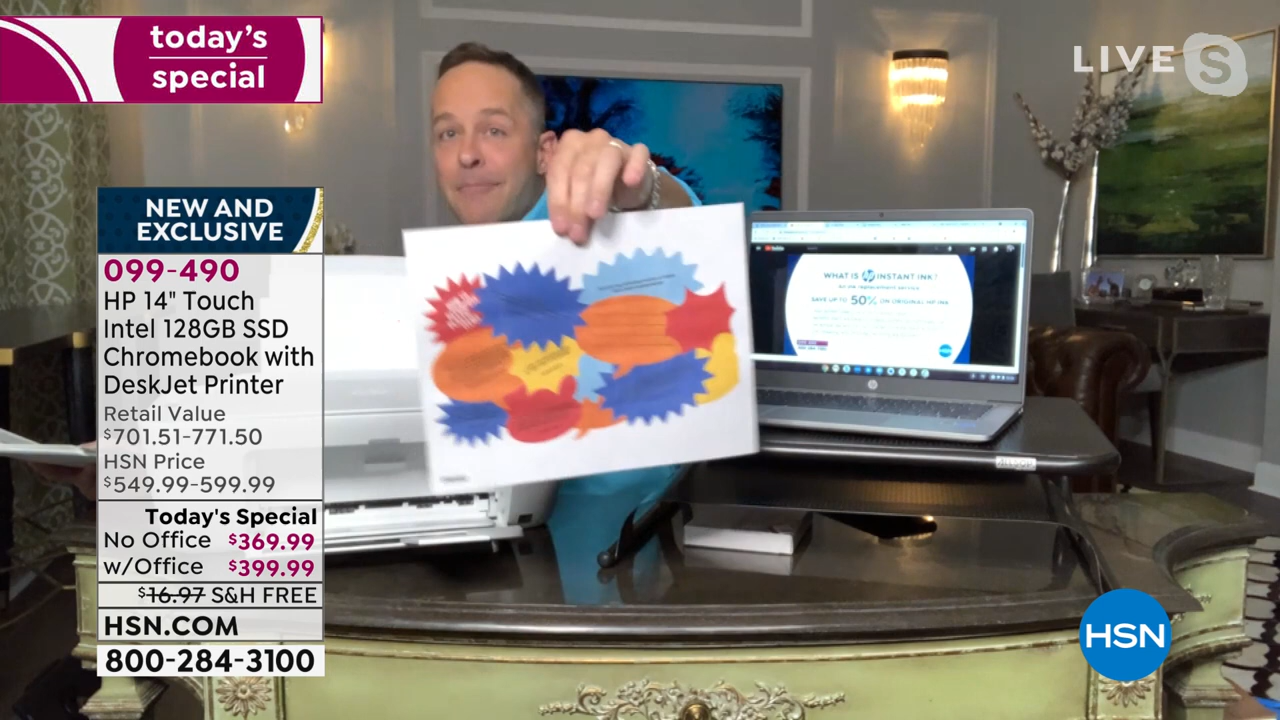 today's
special
LIVE S
NEW AND
EXCLUSIVE
099-490
HP 14" Touch
Intel 128GB SSD
Chromebook with
DeskJet Printer
Retail Value
$701.51-771.50
HSN Price
$549.99-599.99
Today's Special
No Office $369.99
w/Office $399.99
$16.97 S&H FREE
HSN.COM
800-284-3100
WHAT IS hp INSTANT INK?
SAVE UP TO 50% ON ORIGINAL HP INK
hp
HSN